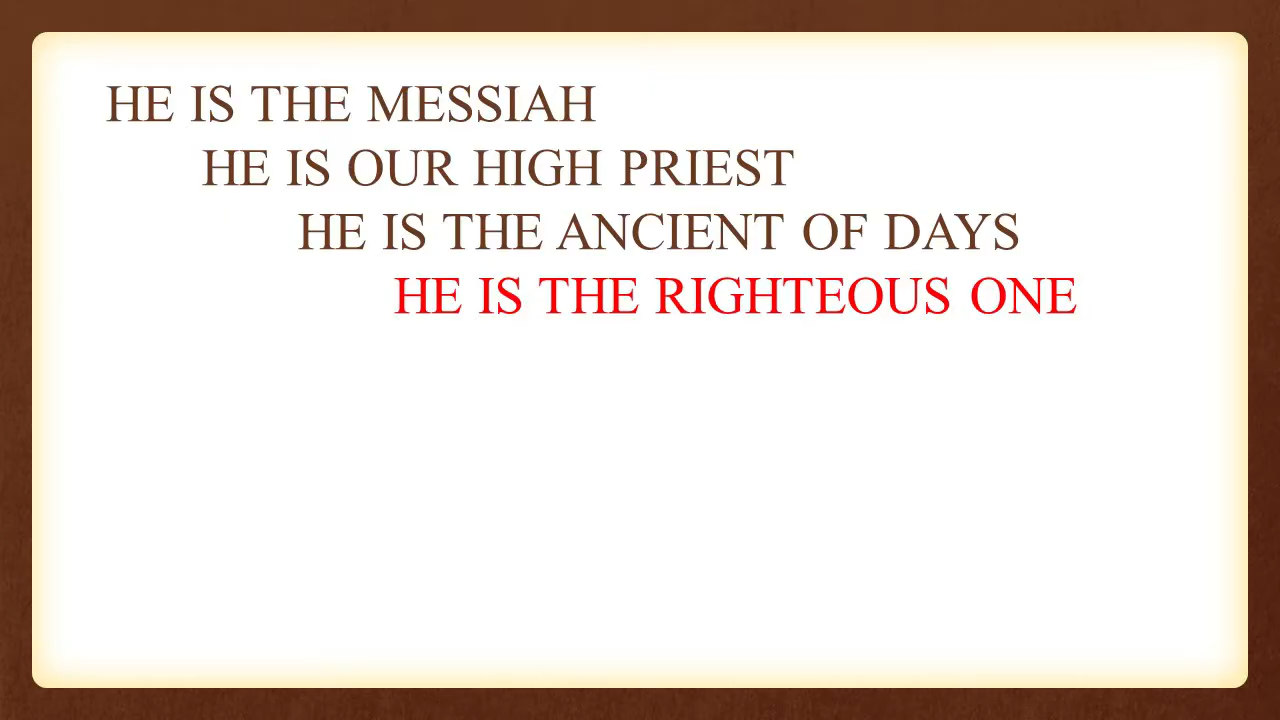 HE IS THE MESSIAH
HE IS OUR HIGH PRIEST
HE IS THE ANCIENT OF DAYS
HE IS THE RIGHTEOUS ONE